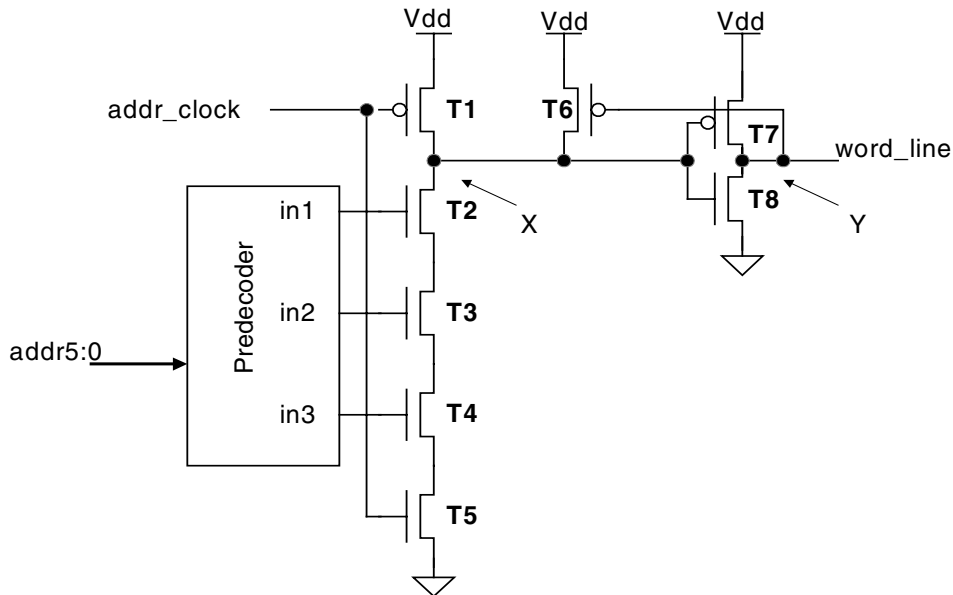 Vdd
Vdd
Vdd
addr_clock
T1
T6
T7
word_line
in1
T2
X
T8
Y
Predecoder
in2
T3
addr5:0
in3
T4
T5